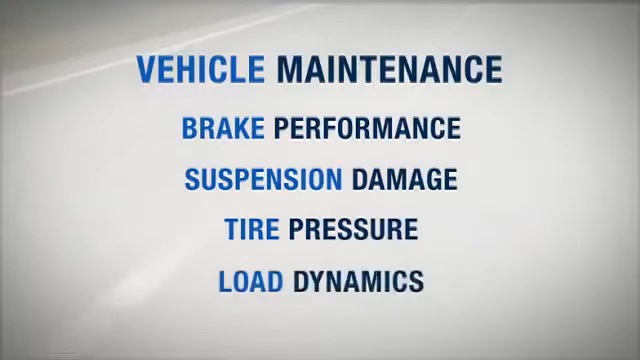 VEHICLE MAINTENANCE
BRAKE PERFORMANCE
SUSPENSION DAMAGE
TIRE PRESSURE
LOAD DYNAMICS